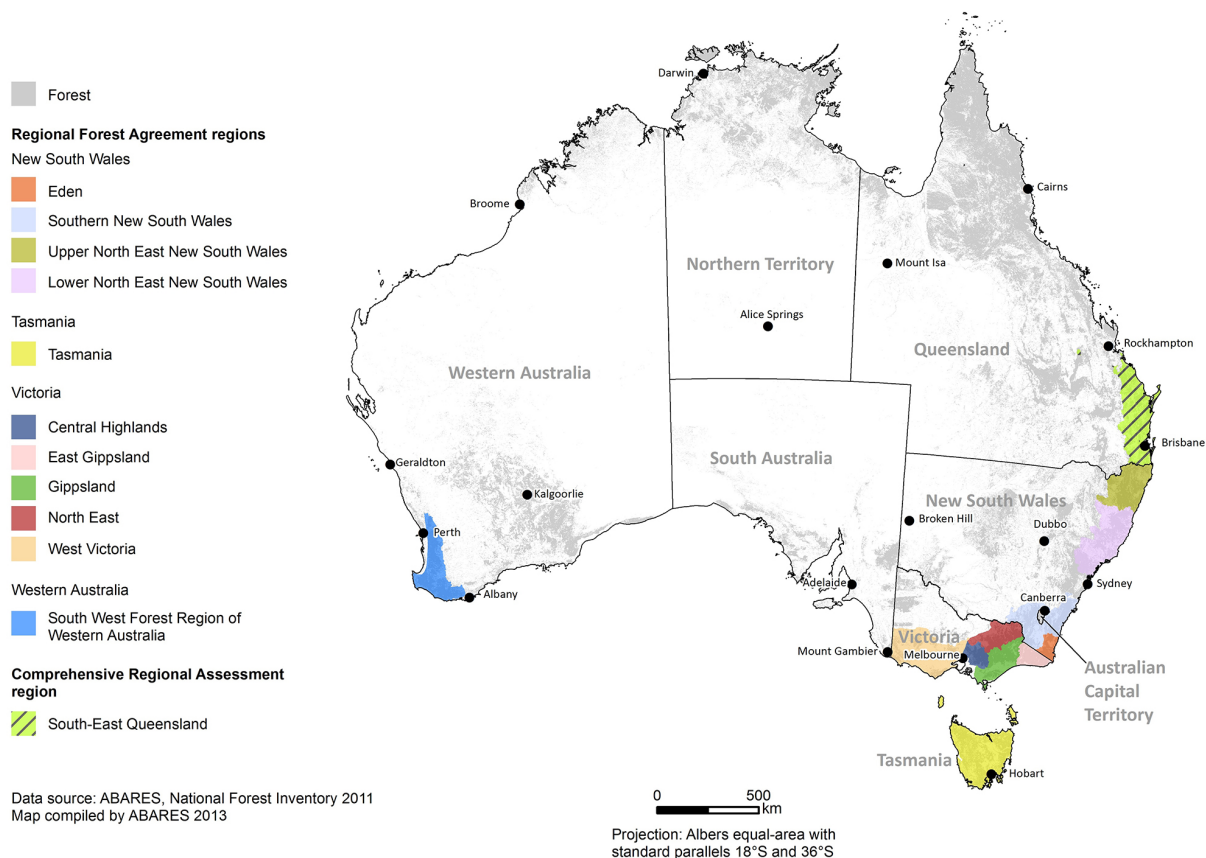 Forest
Regional Forest Agreement regions
New South Wales
Eden
Southern New South Wales
Upper North East New South Wales
Lower North East New South Wales
Tasmania
Tasmania
Victoria
Central Highlands
East Gippsland
Gippsland
North East
West Victoria
Western Australia
South West Forest Region of
Western Australia
Comprehensive Regional Assessment
region
South-East Queensland
Data source: ABARES, National Forest Inventory 2011
Map compiled by ABARES 2013
Darwin
Cairns
Broome
Northern Territory
Mount Isa
Alice Springs
Queensland
Rockhampton
Western Australia
Brisbane
Geraldton
South Australia
Kalgoorlie
New South Wales
Broken Hill
Dubbo
Perth
Adelaide
Sydney
Albany
Canberra
Victoria
Mount Gambier
Melbourne
Australian
Capital
Territory
Tasmania
Hobart
0 500
km
Projection: Albers equal-area with
standard parallels 18°S and 36°S